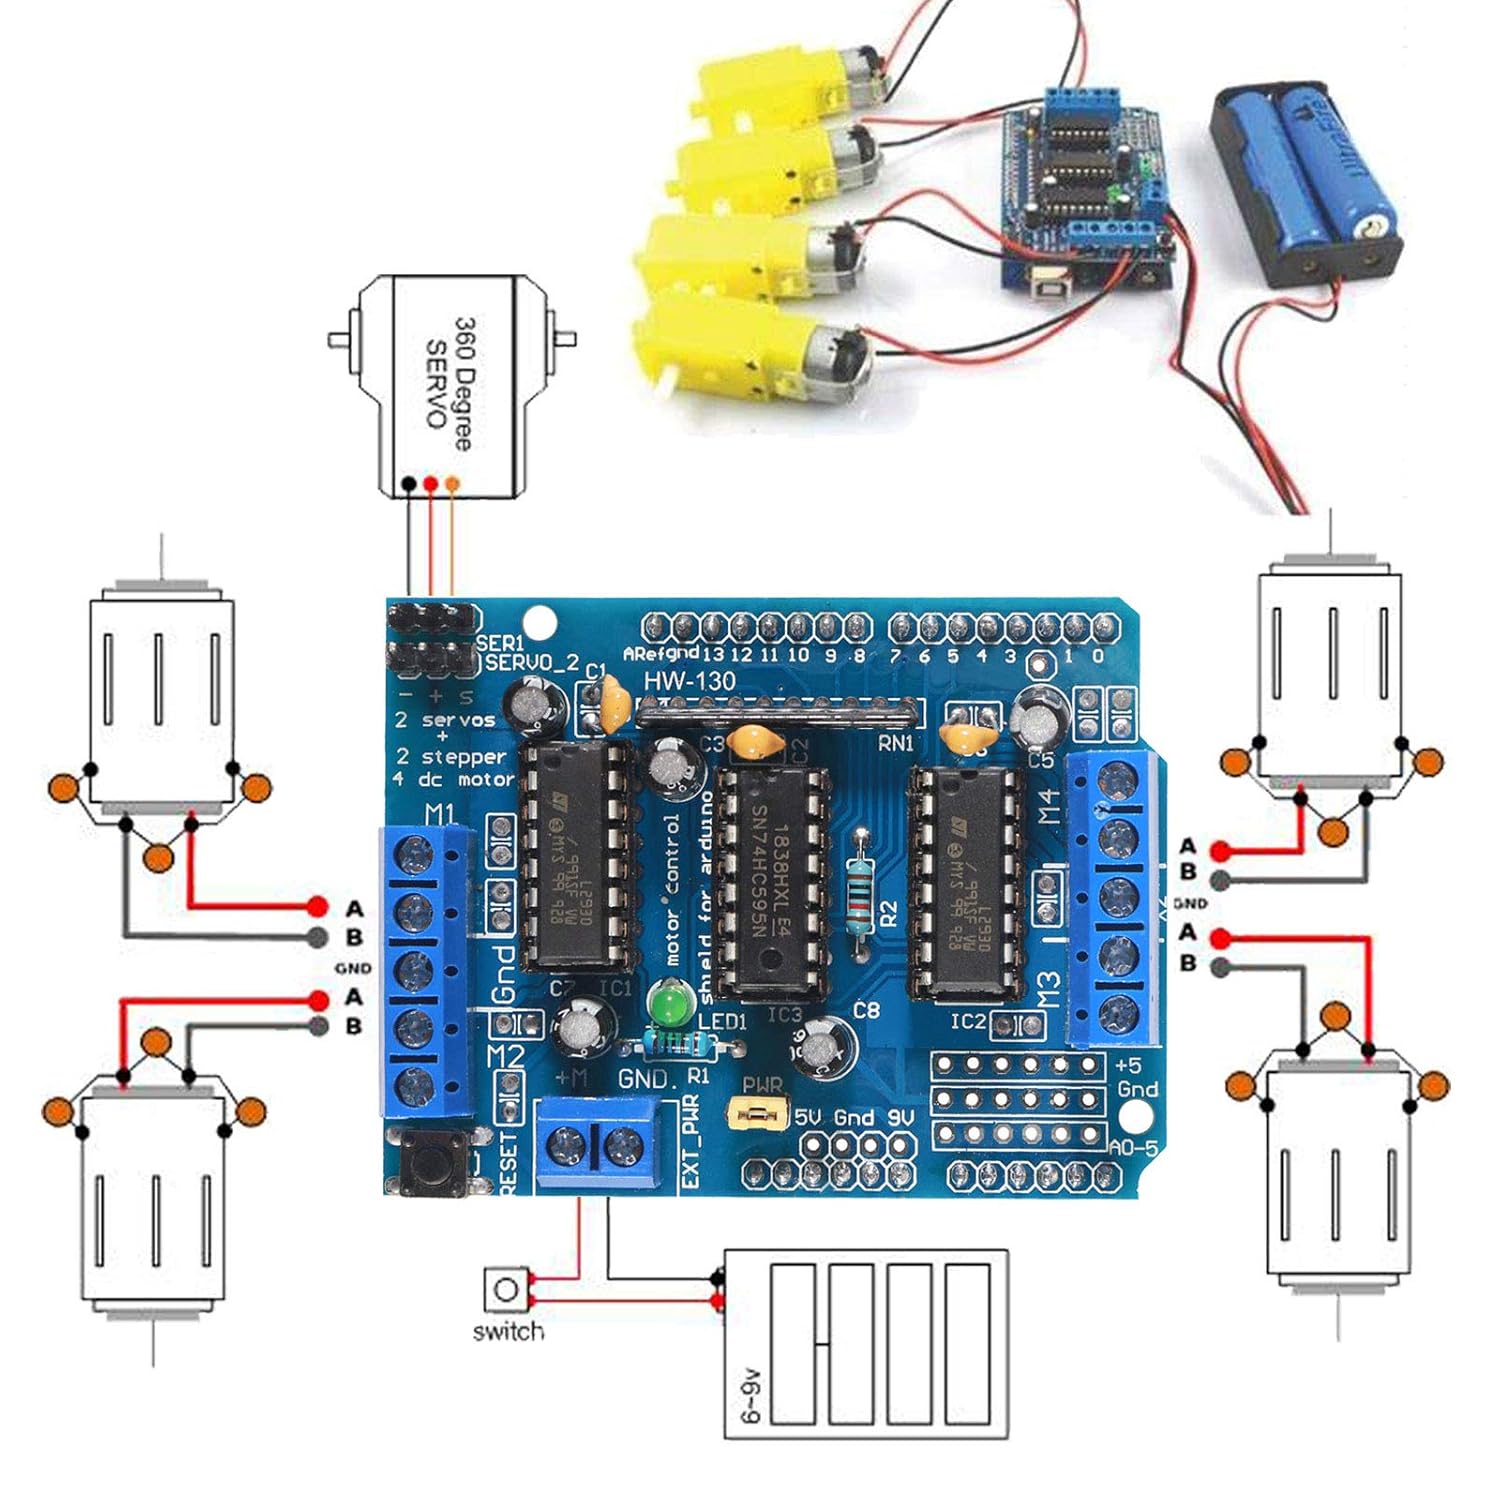 UltraFire
360 Degree
SERVO
SER1
SERVO_2
- + S
2 servos
+
2 stepper
4 dc motor
ARef gnd 13 12 11 10 9 8
7 6 5 4 3 1 0
HW-130
C1
C3
C2
RN1
C5
M1
Gnd
M2
motor control
shield for arduino
1838HXL E4
SN74HC595N
R2
M4
M3
C7 IC1
LED1
IC3
C8
IC2
+M
GND.
R1
PWR
EXT_PWR
RESET
5V Gnd 9V
+5
Gnd
A0-5
A
B
GND
A
B
A
B
GND
A
B
switch
6~9v